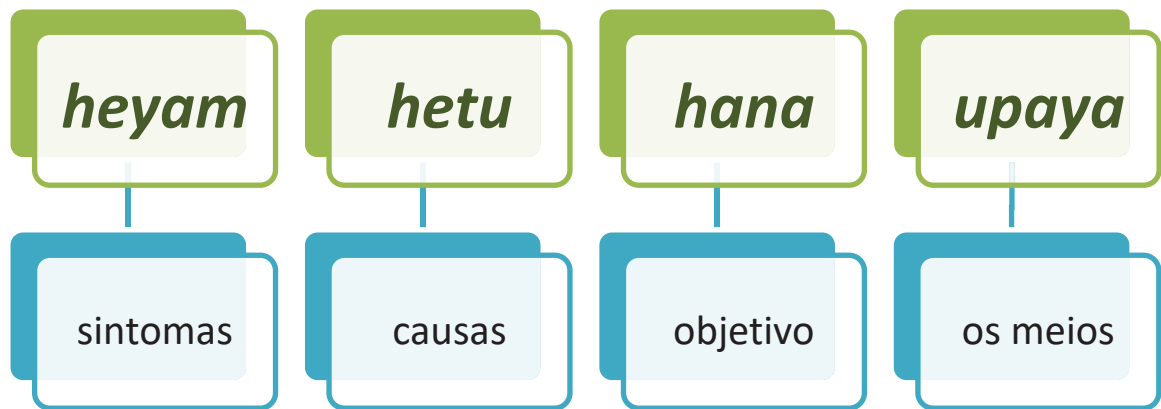 heyam hetu hana upaya
sintomas causas objetivo os meios